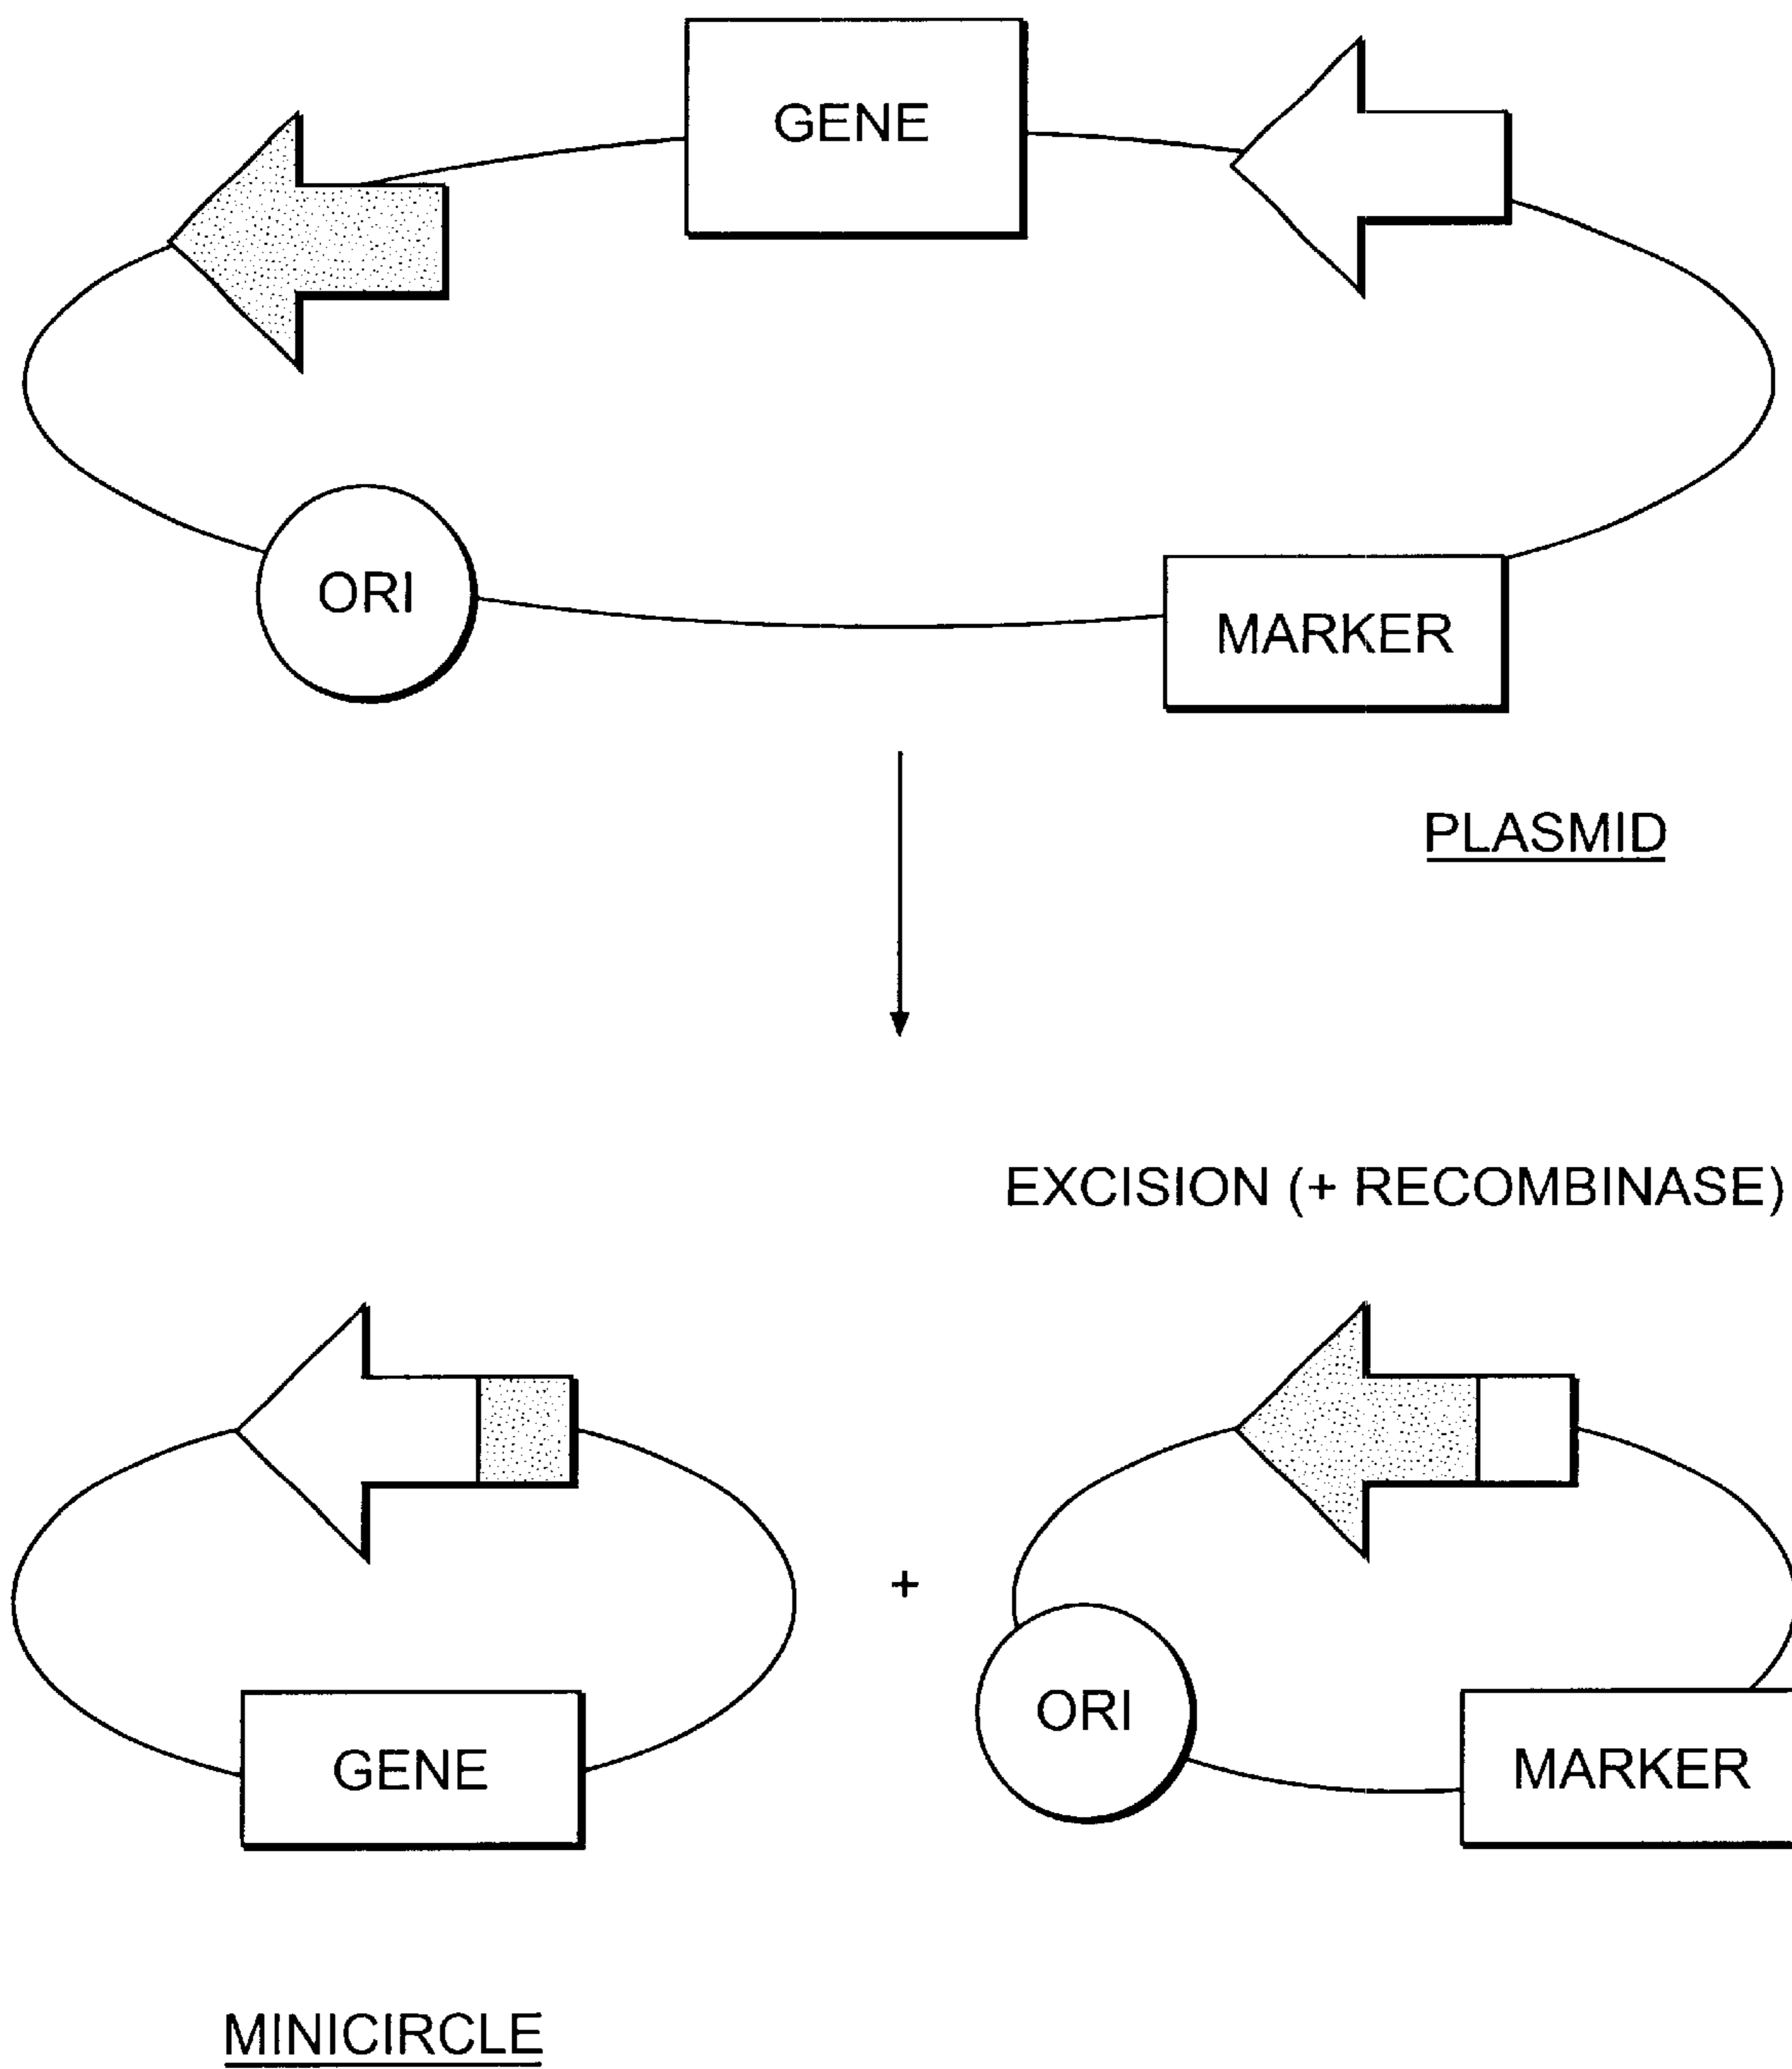 GENE
ORI
MARKER
PLASMID
EXCISION (+ RECOMBINASE)
+
GENE
ORI
MARKER
MINICIRCLE